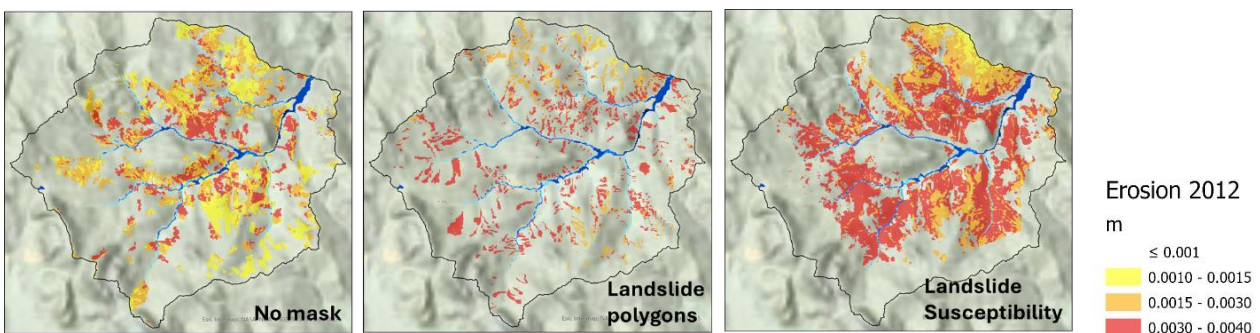 No mask
Landslide
polygons
Landslide
Susceptibility
Erosion 2012
m
≤ 0.001
0.0010 - 0.0015
0.0015 - 0.0030
0.0030 - 0.0040